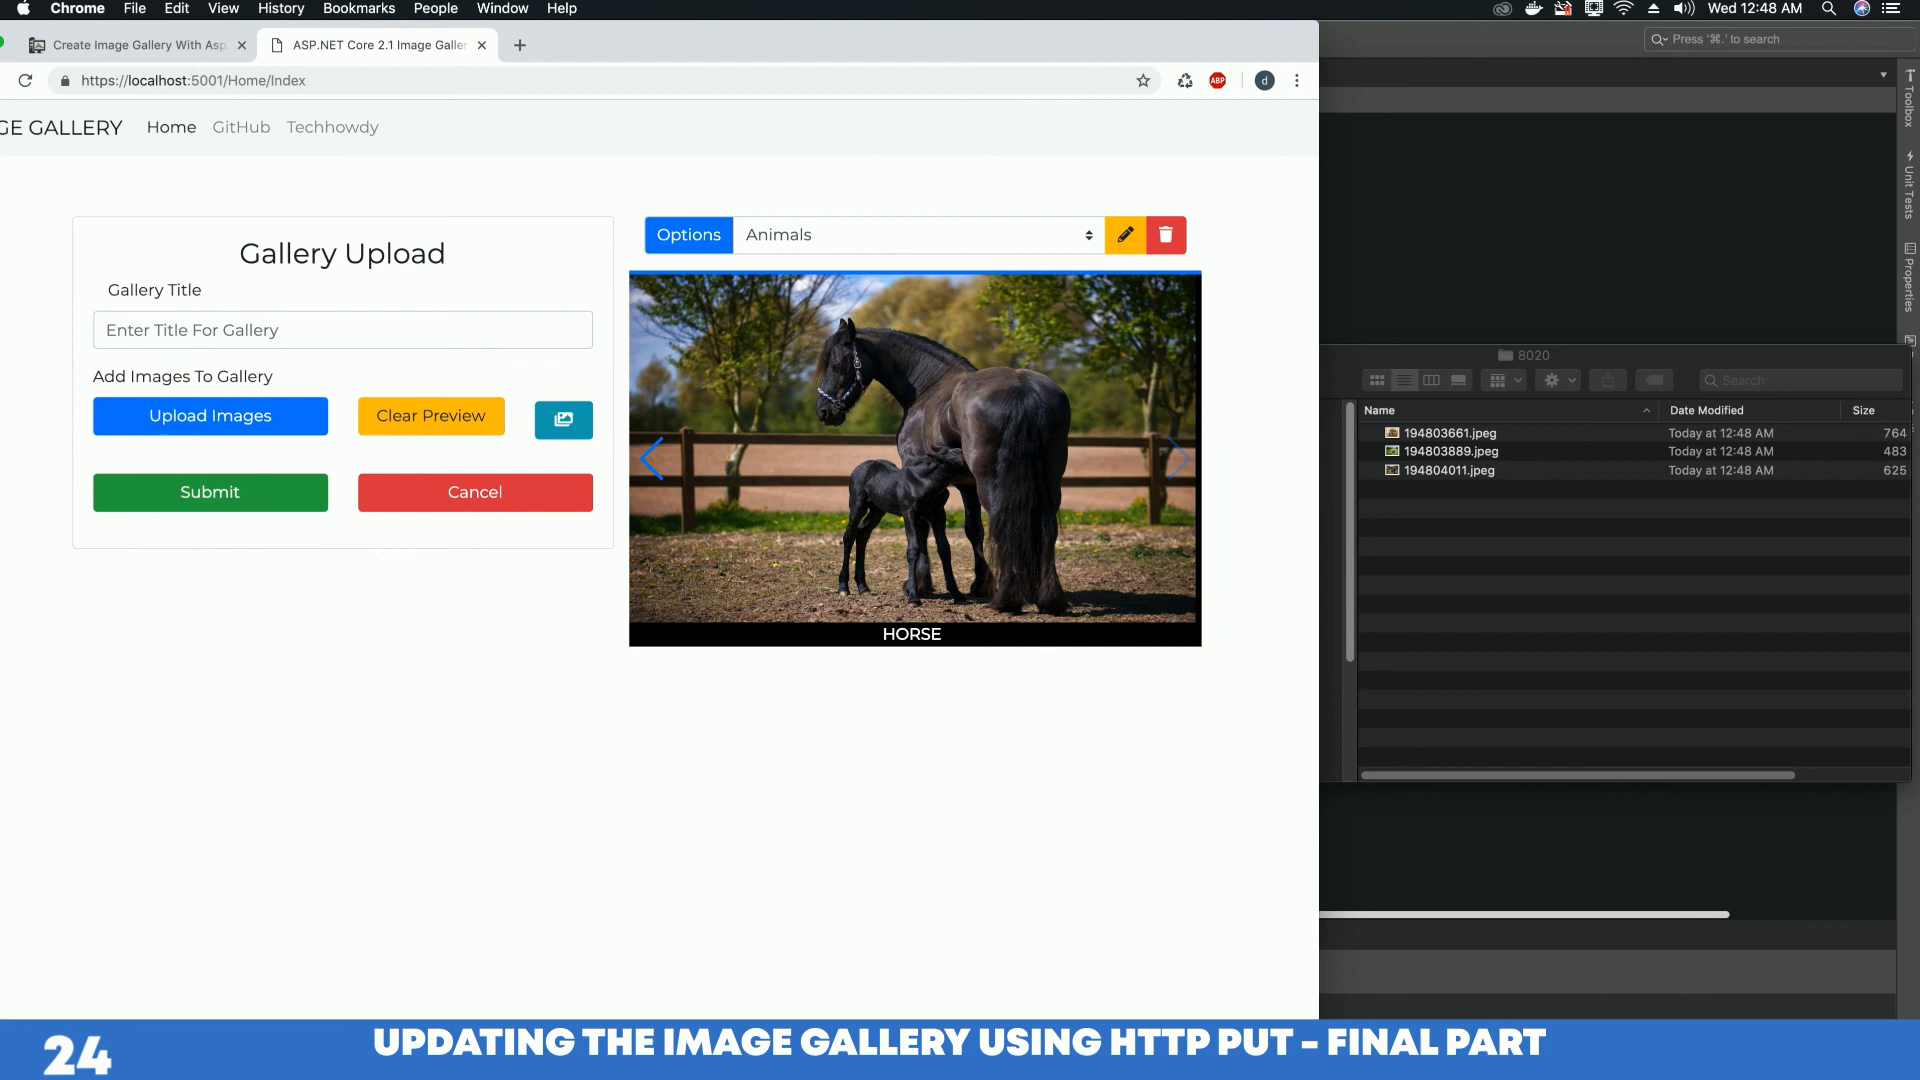 Chrome File Edit View History Bookmarks People Window Help Wed 12:48 AM
Create Image Gallery With Asp
ASP.NET Core 2.1 Image Galler
https://localhost:5001/Home/Index
ABP
d
Press '⌘.' to search
GE GALLERY Home GitHub Techhowdy
Toolbox
Unit Tests
Properties
Gallery Upload
Gallery Title
Enter Title For Gallery
Add Images To Gallery
Upload Images Clear Preview
Submit Cancel
Options Animals
HORSE
8020
Search
Name Date Modified Size
194803661.jpeg Today at 12:48 AM 764
194803889.jpeg Today at 12:48 AM 483
194804011.jpeg Today at 12:48 AM 625
24 UPDATING THE IMAGE GALLERY USING HTTP PUT - FINAL PART